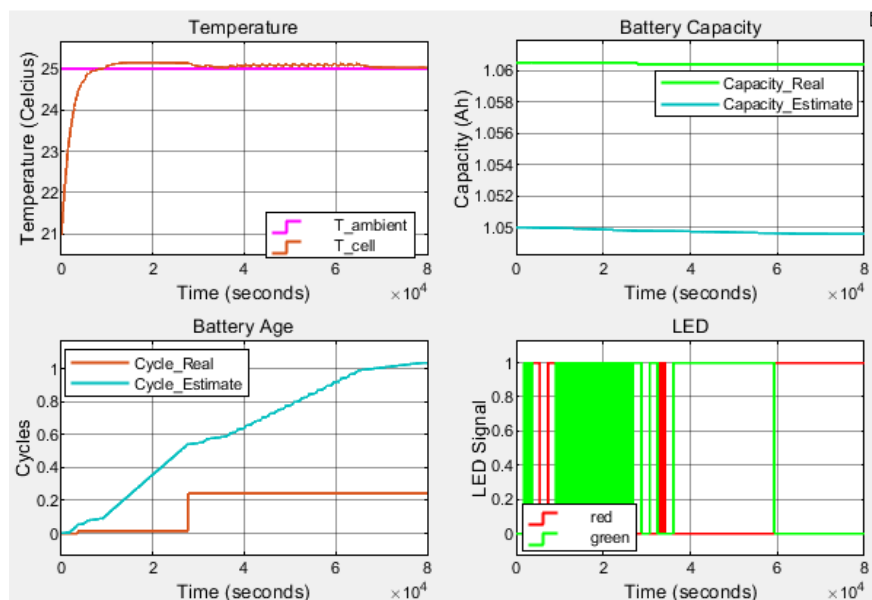 Temperature
Temperature (Celcius)
25
24
23
22
21
T_ambient
T_cell
0 2 4 6 8
Time (seconds)
×10^4
Battery Capacity
Capacity (Ah)
1.06
1.058
1.056
1.054
1.052
1.05
Capacity_Real
Capacity_Estimate
0 2 4 6 8
Time (seconds)
×10^4
Battery Age
Cycles
1
0.8
0.6
0.4
0.2
0
Cycle_Real
Cycle_Estimate
0 2 4 6 8
Time (seconds)
×10^4
LED
LED Signal
1
0.8
0.6
0.4
0.2
0
red
green
0 2 4 6 8
Time (seconds)
×10^4